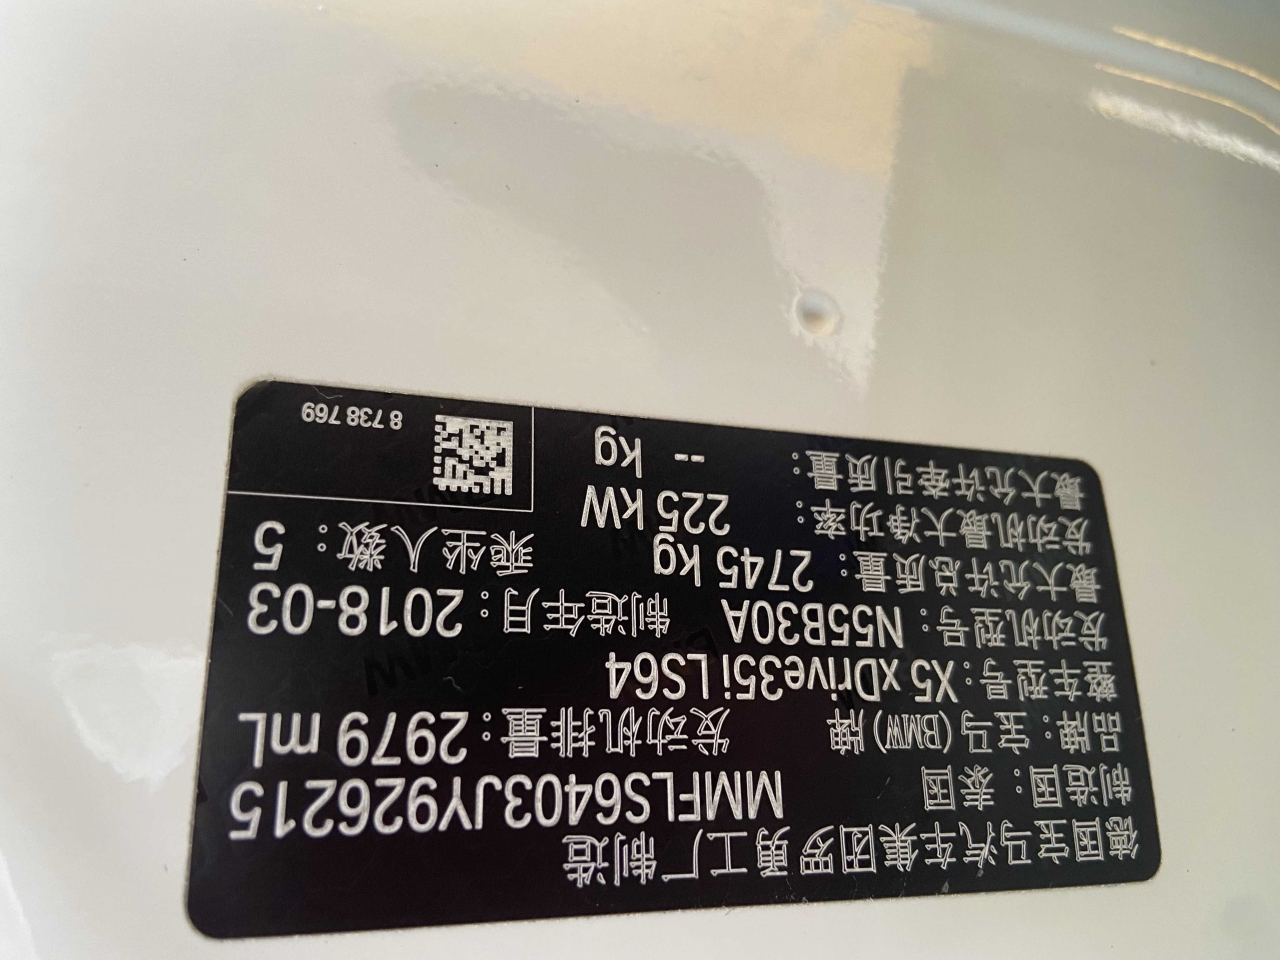 德国宝马汽车集团罗勇工厂制造
制造国：泰国 MMFLS6403JY926215
品牌：宝马(BMW)牌 发动机排量：2979 mL
整车型号：X5 xDrive35i LS64
发动机型号：N55B30A 制造年月：2018-03
最大允许总质量：2745 kg 乘坐人数：5
发动机最大净功率：225 kW
最大允许牵引质量：-- kg
8 738 769